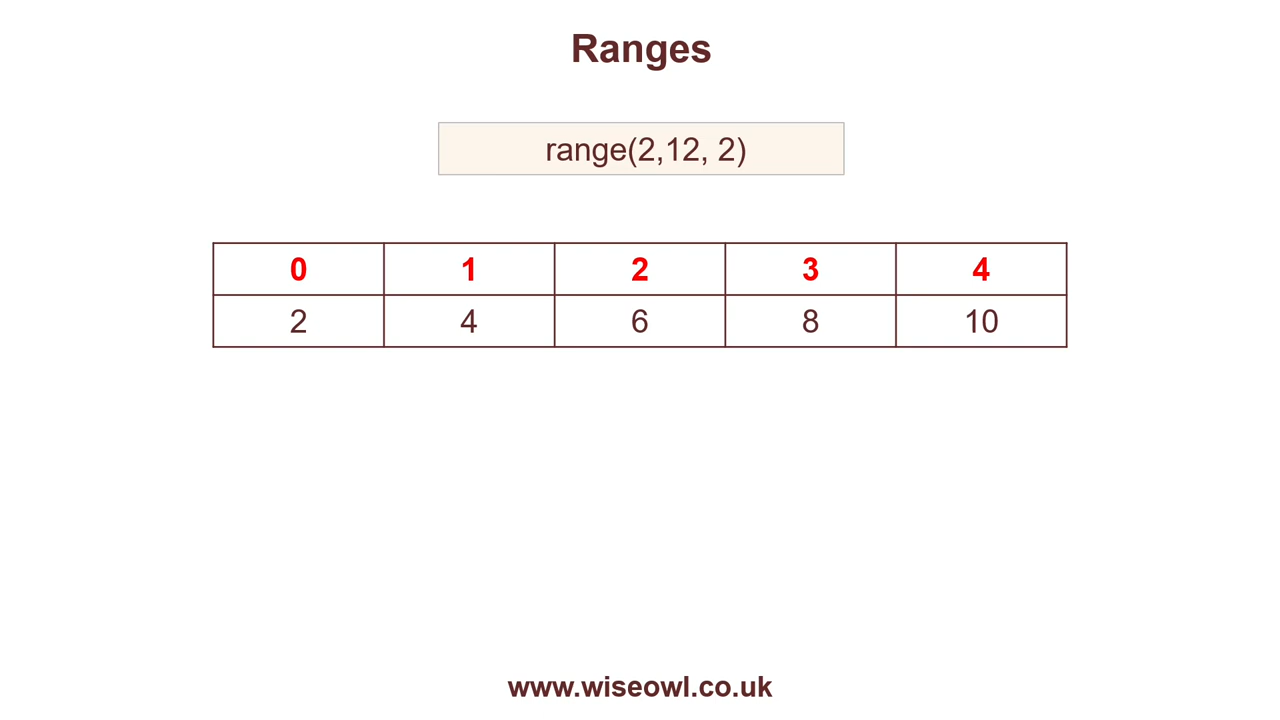 Ranges
range(2,12, 2)
0 1 2 3 4
2 4 6 8 10
www.wiseowl.co.uk